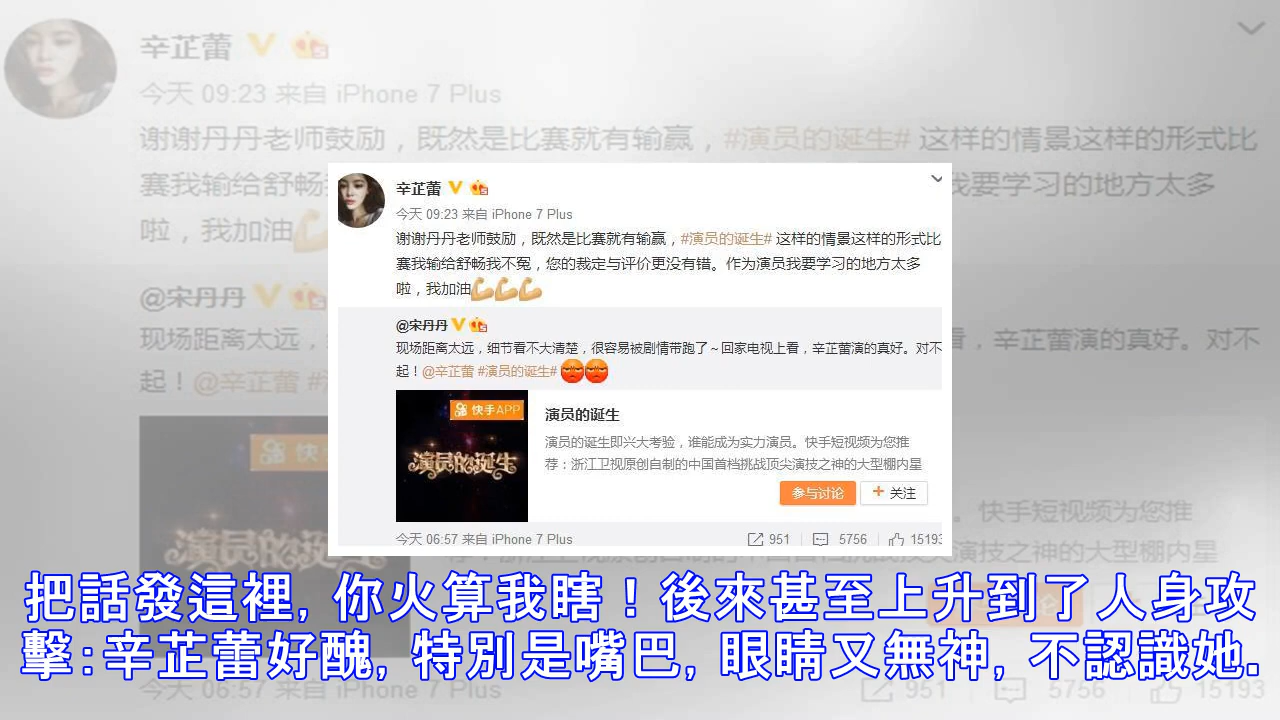 辛芷蕾
今天 09:23 来自 iPhone 7 Plus
谢谢丹丹老师鼓励，既然是比赛就有输赢，#演员的诞生# 这样的情景这样的形式比
赛我输给舒畅我不冤，您的裁定与评价更没有错。作为演员我要学习的地方太多
啦，我加油💪💪💪
@宋丹丹
现场距离太远，细节看不大清楚，很容易被剧情带跑了～回家电视上看，辛芷蕾演的真好。对不
起！@辛芷蕾 #演员的诞生# 😡😡
快手APP
演员的诞生
演员的诞生
演员的诞生即兴大考验，谁能成为实力演员。快手短视频为您推
荐：浙江卫视原创自制的中国首档挑战顶尖演技之神的大型棚内星
参与讨论 + 关注
今天 06:57 来自 iPhone 7 Plus 951 5756 15193
把話發這裡, 你火算我瞎！後來甚至上升到了人身攻
擊:辛芷蕾好醜, 特別是嘴巴, 眼睛又無神, 不認識她.